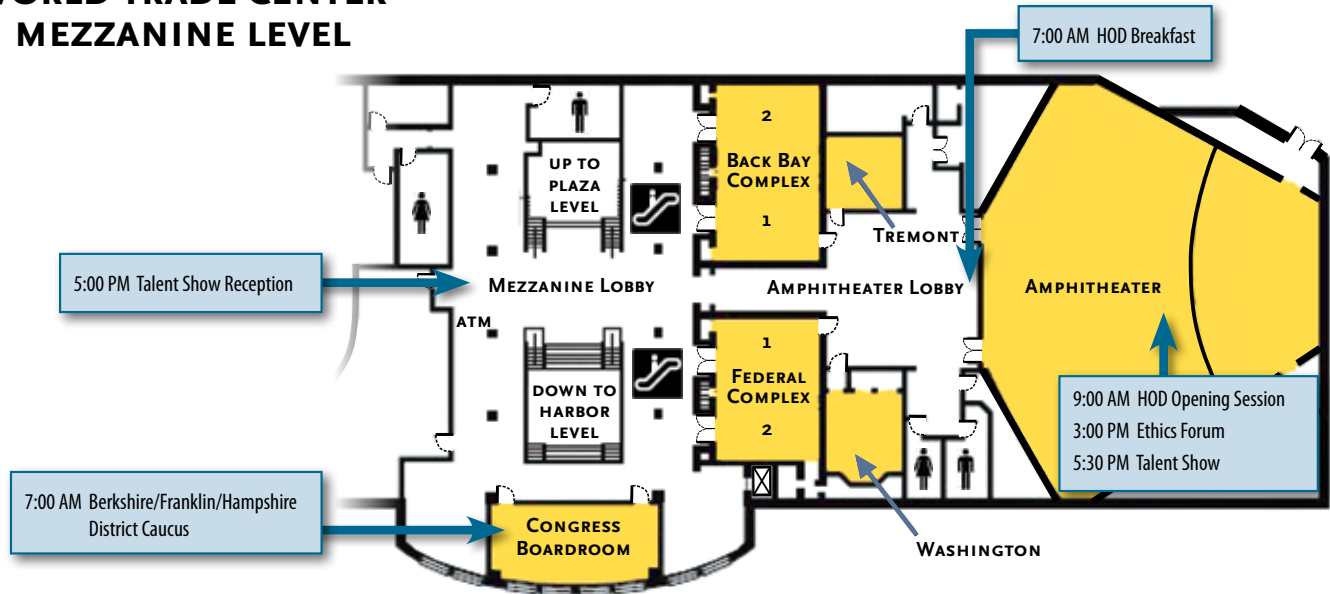 WORLD TRADE CENTER
MEZZANINE LEVEL
7:00 AM HOD Breakfast
2
BACK BAY
COMPLEX
1
UP TO
PLAZA
LEVEL
TREMONT
5:00 PM Talent Show Reception
MEZZANINE LOBBY
AMPHITHEATER LOBBY
AMPHITHEATER
ATM
1
FEDERAL
COMPLEX
2
DOWN TO
HARBOR
LEVEL
9:00 AM HOD Opening Session
3:00 PM Ethics Forum
5:30 PM Talent Show
7:00 AM Berkshire/Franklin/Hampshire
District Caucus
CONGRESS
BOARDROOM
WASHINGTON